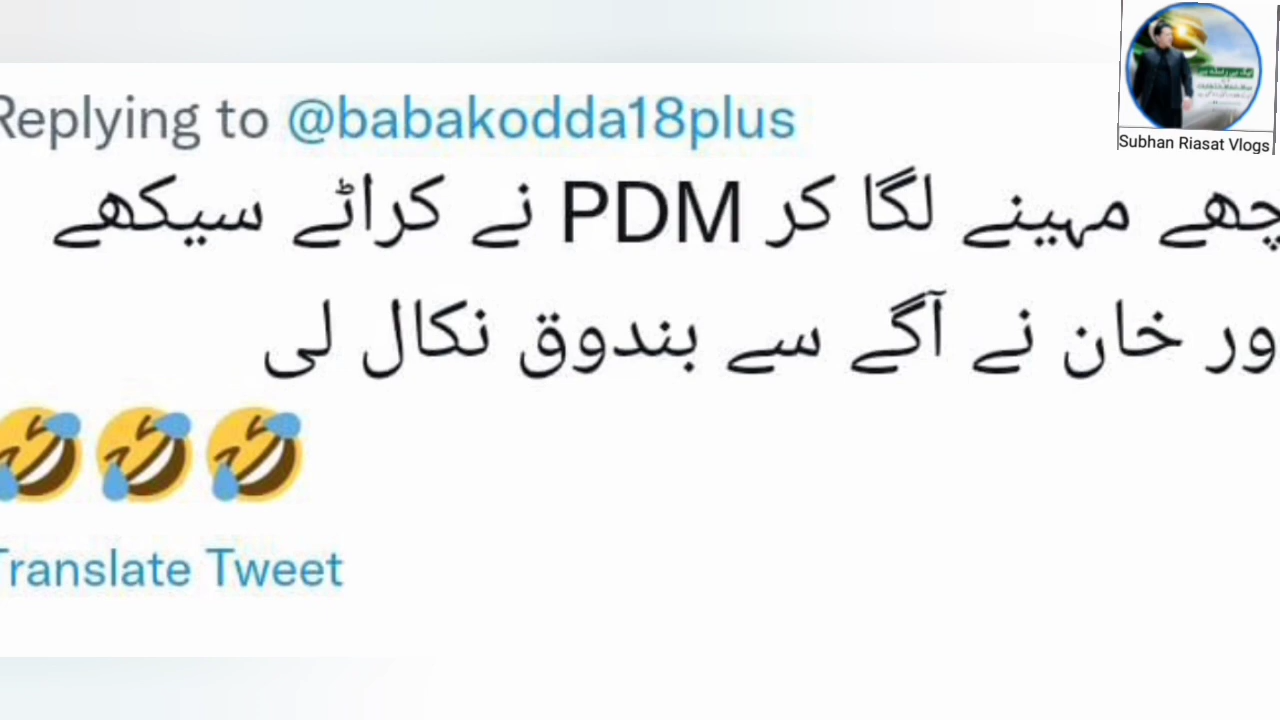 Subhan Riasat Vlogs
Replying to @babakodda18plus
چھے مہینے لگا کر PDM نے کراٹے سیکھے
ور خان نے آگے سے بندوق نکال لی
🤣🤣🤣
Translate Tweet